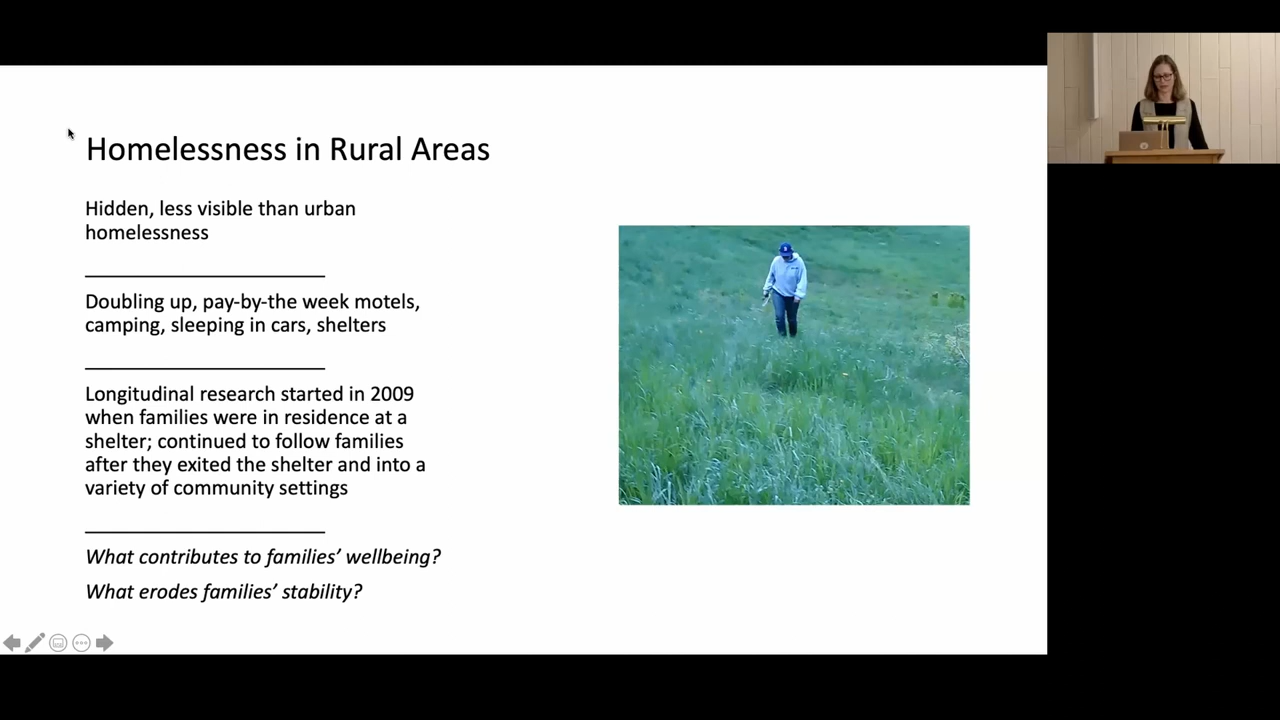 Homelessness in Rural Areas
Hidden, less visible than urban
homelessness
Doubling up, pay-by-the week motels,
camping, sleeping in cars, shelters
Longitudinal research started in 2009
when families were in residence at a
shelter; continued to follow families
after they exited the shelter and into a
variety of community settings
What contributes to families’ wellbeing?
What erodes families’ stability?